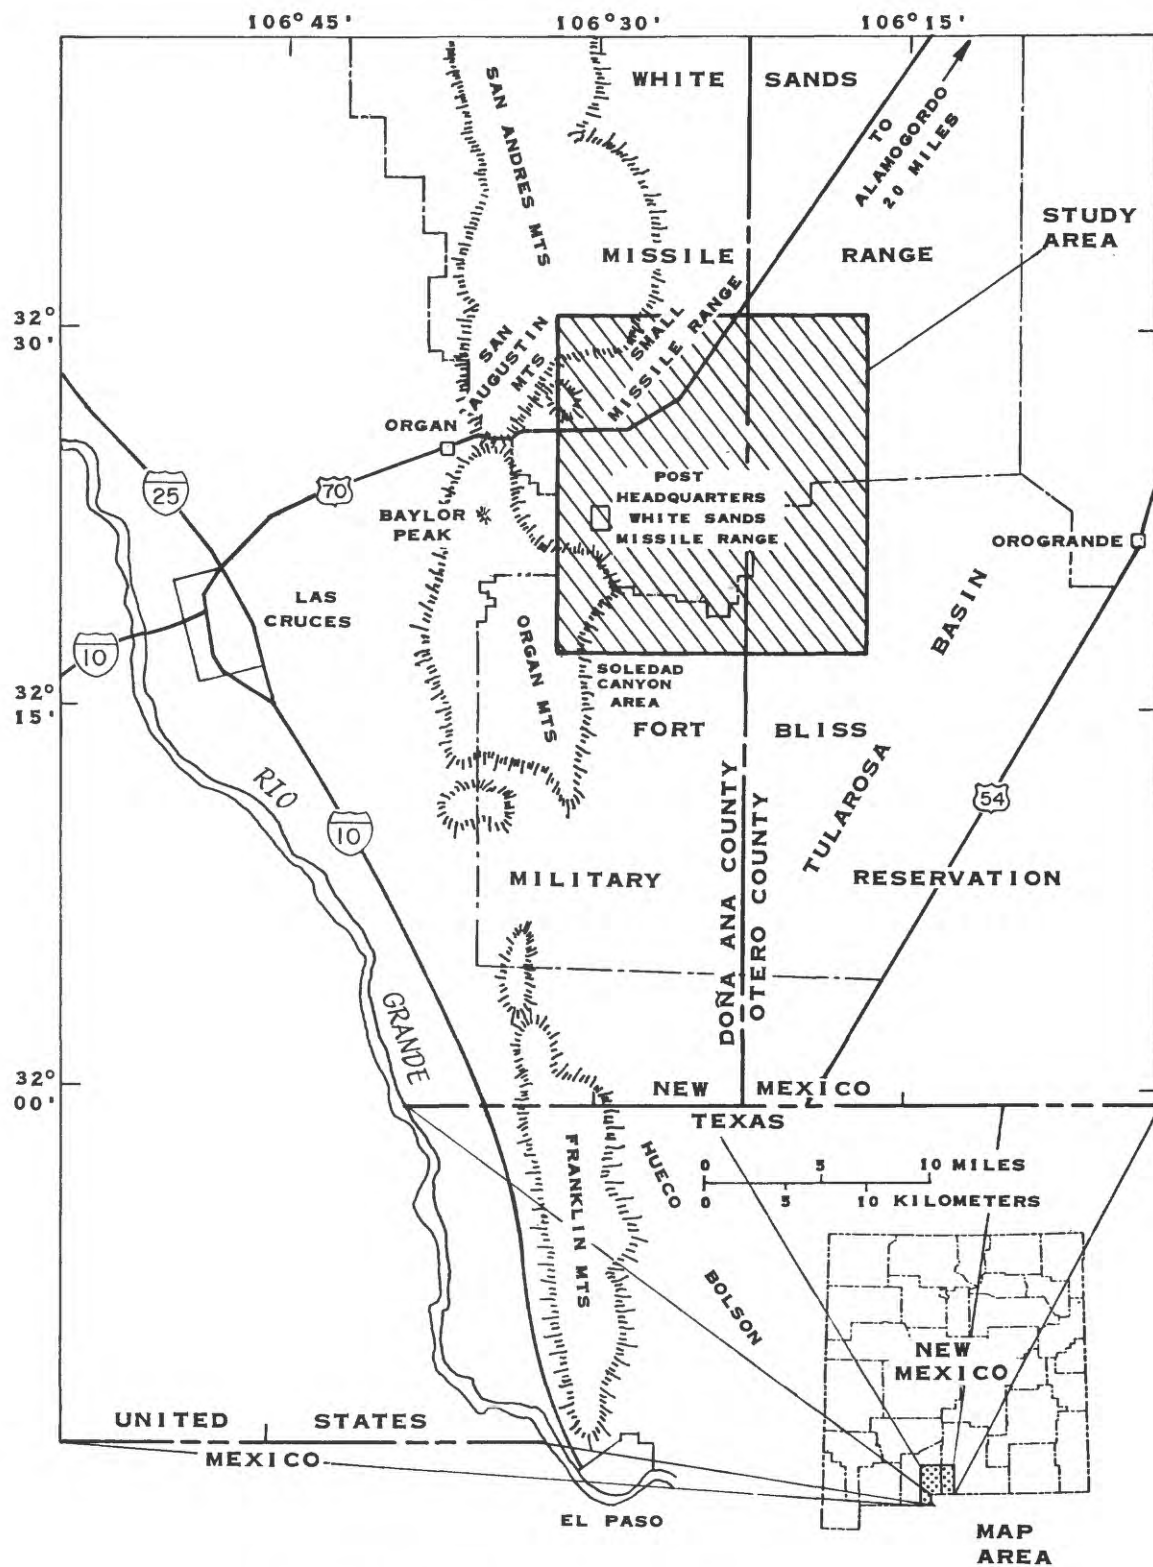 106°45'
106°30'
106°15'
WHITE SANDS
SAN ANDRES MTS
TO
ALAMOGORDO
20 MILES
STUDY
AREA
MISSILE RANGE
32°
30'
SAN
AUGUSTIN
MTS
SMALL
MISSILE RANGE
ORGAN
25
70
POST
HEADQUARTERS
WHITE SANDS
MISSILE RANGE
BAYLOR
PEAK
OROGRANDE
LAS
CRUCES
10
ORGAN MTS
BASIN
SOLEDAD
CANYON
AREA
32°
15'
FORT BLISS
RIO
10
54
DOÑA ANA COUNTY
OTERO COUNTY
TULAROSA
MILITARY RESERVATION
GRANDE
32°
00'
NEW MEXICO
TEXAS
FRANKLIN MTS
HUECO
BOLSON
0 5 10 MILES
0 5 10 KILOMETERS
NEW
MEXICO
UNITED STATES
MEXICO
EL PASO
MAP
AREA